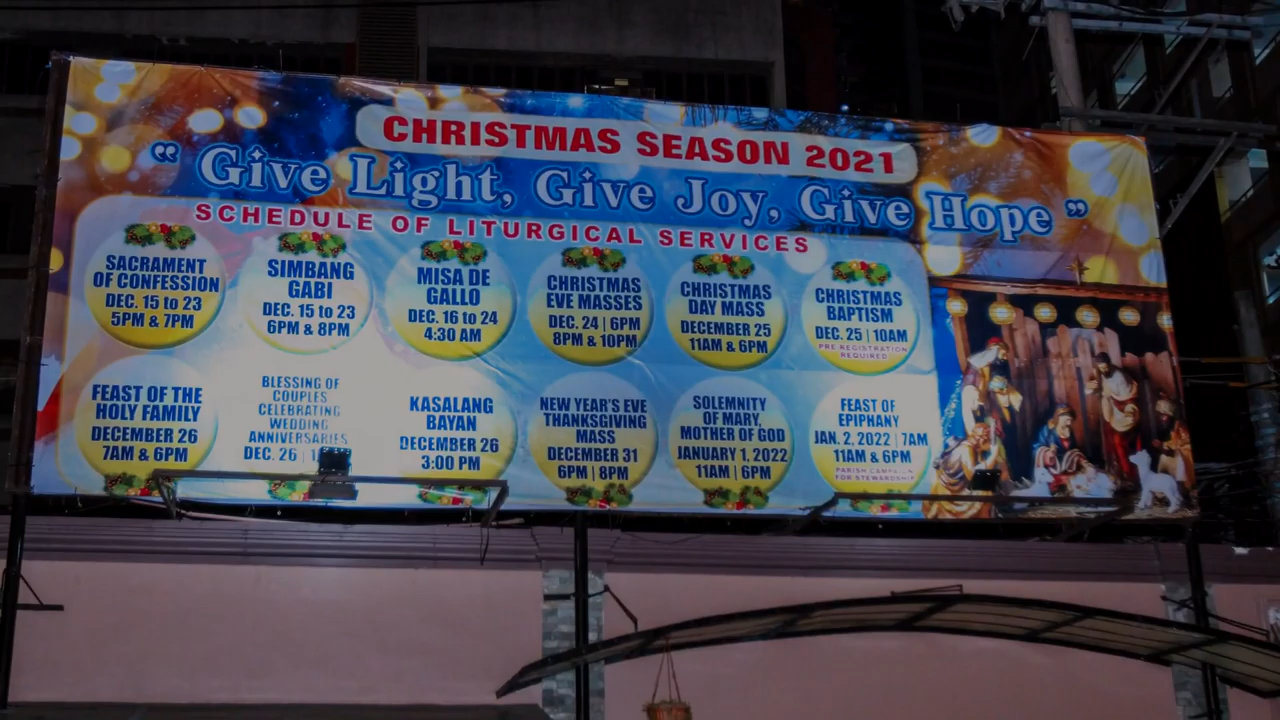 CHRISTMAS SEASON 2021
“ Give Light, Give Joy, Give Hope ”
SCHEDULE OF LITURGICAL SERVICES
SACRAMENT
OF CONFESSION
DEC. 15 to 23
5PM & 7PM
SIMBANG
GABI
DEC. 15 to 23
6PM & 8PM
MISA DE
GALLO
DEC. 16 to 24
4:30 AM
CHRISTMAS
EVE MASSES
DEC. 24 | 6PM
8PM & 10PM
CHRISTMAS
DAY MASS
DECEMBER 25
11AM & 6PM
CHRISTMAS
BAPTISM
DEC. 25 | 10AM
PRE-REGISTRATION
REQUIRED
FEAST OF THE
HOLY FAMILY
DECEMBER 26
7AM & 6PM
BLESSING OF
COUPLES
CELEBRATING
WEDDING
ANNIVERSARIES
DEC. 26 |
KASALANG
BAYAN
DECEMBER 26
3:00 PM
NEW YEAR'S EVE
THANKSGIVING
MASS
DECEMBER 31
6PM | 8PM
SOLEMNITY
OF MARY,
MOTHER OF GOD
JANUARY 1, 2022
11AM | 6PM
FEAST OF
EPIPHANY
JAN. 2, 2022 | 7AM
11AM & 6PM
PARISH CAMPAIGN
FOR STEWARDSHIP